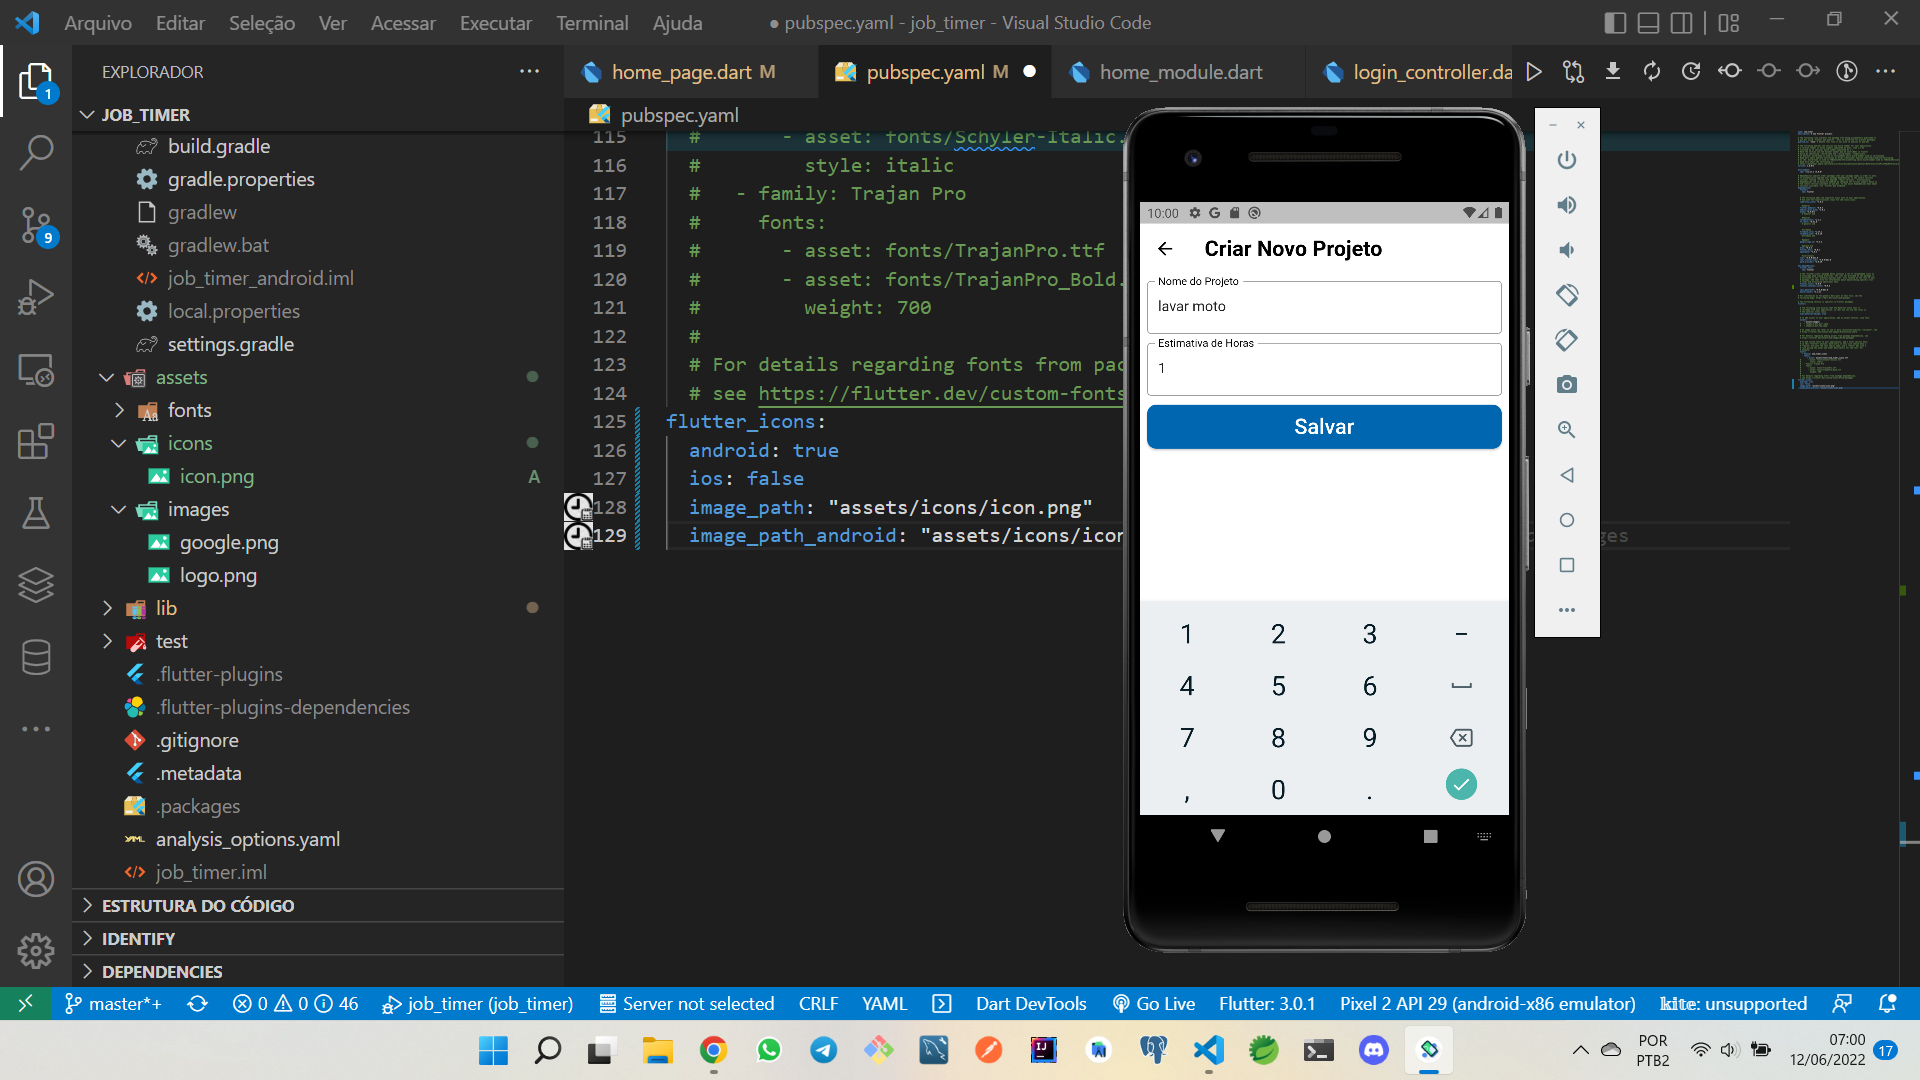 Arquivo Editar Seleção Ver Acessar Executar Terminal Ajuda
● pubspec.yaml - job_timer - Visual Studio Code
EXPLORADOR
home_page.dart M
pubspec.yaml M
home_module.dart
login_controller.da
JOB_TIMER
pubspec.yaml
build.gradle
gradle.properties
gradlew
gradlew.bat
job_timer_android.iml
local.properties
settings.gradle
assets
fonts
icons
icon.png A
images
google.png
logo.png
lib
test
.flutter-plugins
.flutter-plugins-dependencies
.gitignore
.metadata
.packages
analysis_options.yaml
job_timer.iml
ESTRUTURA DO CÓDIGO
IDENTIFY
DEPENDENCIES
1
9
115 # - asset: fonts/Schyler-Italic.
116 # style: italic
117 # - family: Trajan Pro
118 # fonts:
119 # - asset: fonts/TrajanPro.ttf
120 # - asset: fonts/TrajanPro_Bold.
121 # weight: 700
122 #
123 # For details regarding fonts from pac
124 # see https://flutter.dev/custom-fonts
125 flutter_icons:
126 android: true
127 ios: false
128 image_path: "assets/icons/icon.png"
129 image_path_android: "assets/icons/icon
ges
10:00
Criar Novo Projeto
Nome do Projeto
lavar moto
Estimativa de Horas
1
Salvar
1 2 3 -
4 5 6
7 8 9
, 0 .
master*+ 0 0 46 job_timer (job_timer) Server not selected CRLF YAML Dart DevTools Go Live Flutter: 3.0.1 Pixel 2 API 29 (android-x86 emulator) kite: unsupported
POR
PTB2
07:00
12/06/2022
17